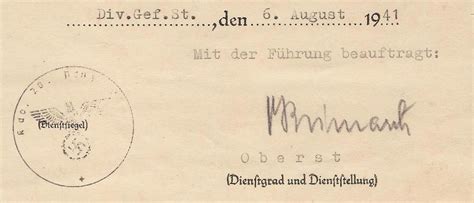 Div.Gef.St. , den 6. August 1941
Mit der Führung beauftragt:
(Dienstsiegel)
Oberst
(Dienstgrad und Dienststellung)